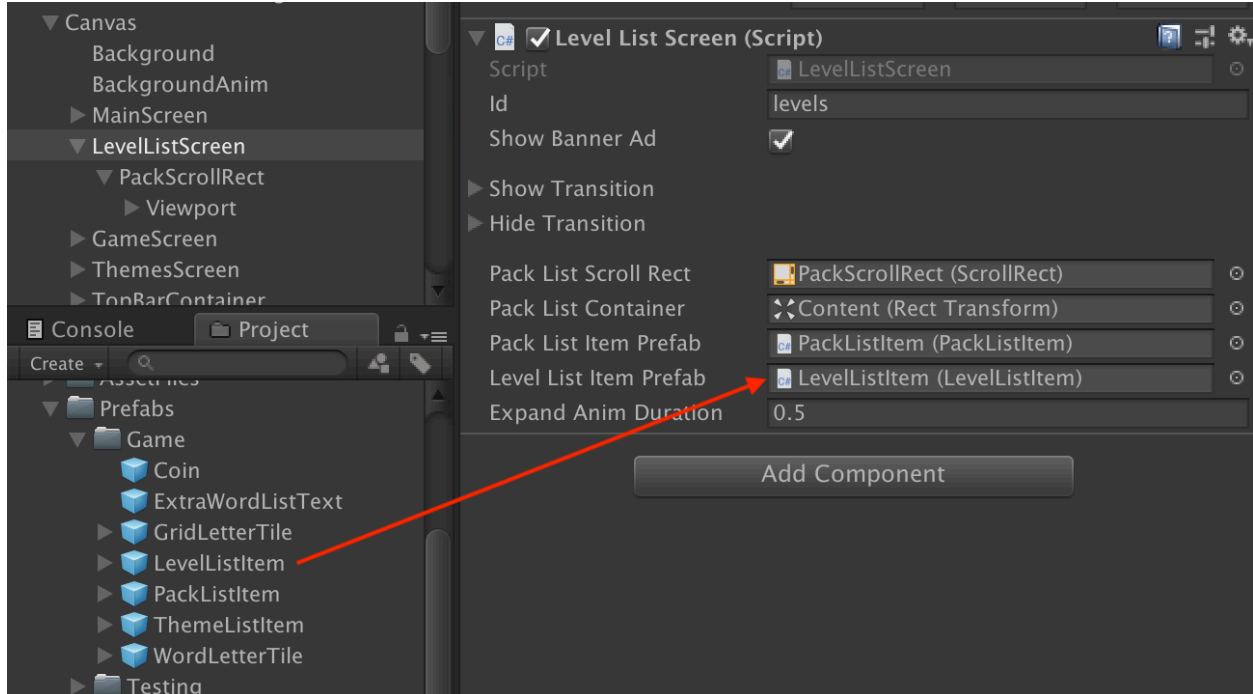 Canvas
Background
BackgroundAnim
MainScreen
LevelListScreen
PackScrollRect
Viewport
GameScreen
ThemesScreen
TopBarContainer
Console
Project
Create
AssetFiles
Prefabs
Game
Coin
ExtraWordListText
GridLetterTile
LevelListItem
PackListItem
ThemeListItem
WordLetterTile
Testing
C# Level List Screen (Script)
Script LevelListScreen
Id levels
Show Banner Ad
Show Transition
Hide Transition
Pack List Scroll Rect PackScrollRect (ScrollRect)
Pack List Container Content (Rect Transform)
Pack List Item Prefab PackListItem (PackListItem)
Level List Item Prefab LevelListItem (LevelListItem)
Expand Anim Duration 0.5
Add Component